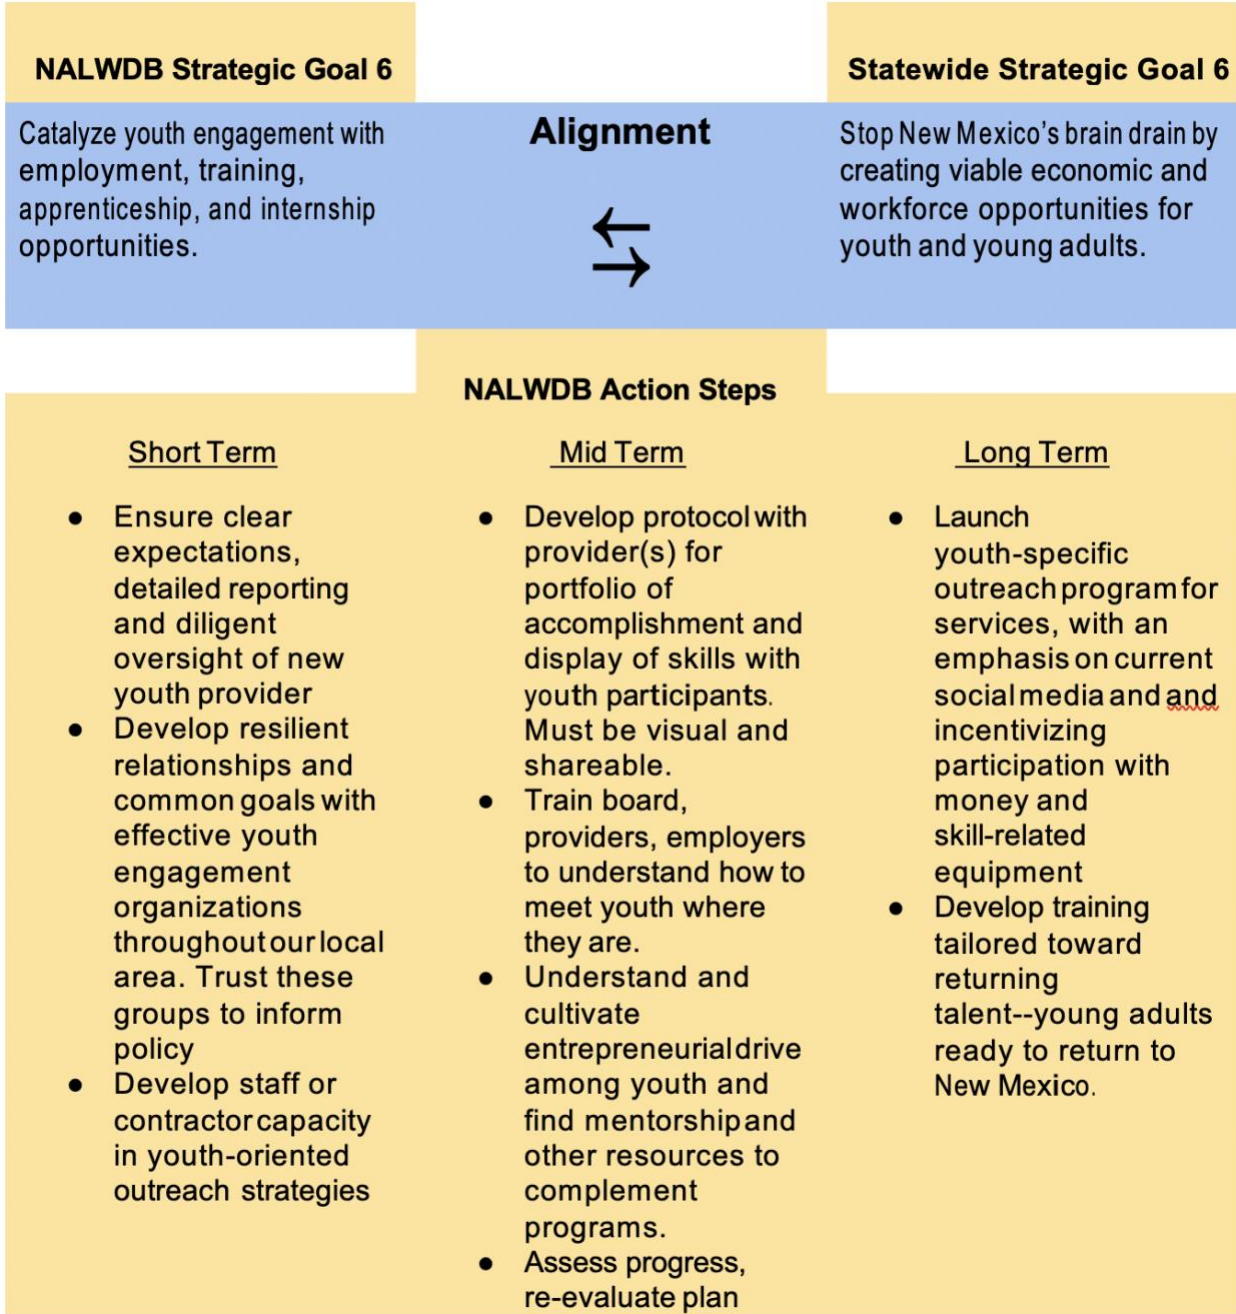 NALWDB Strategic Goal 6
Statewide Strategic Goal 6
Catalyze youth engagement with
employment, training,
apprenticeship, and internship
opportunities.
Alignment
←
→
Stop New Mexico’s brain drain by
creating viable economic and
workforce opportunities for
youth and young adults.
NALWDB Action Steps
Short Term
● Ensure clear
expectations,
detailed reporting
and diligent
oversight of new
youth provider
● Develop resilient
relationships and
common goals with
effective youth
engagement
organizations
throughout our local
area. Trust these
groups to inform
policy
● Develop staff or
contractor capacity
in youth-oriented
outreach strategies
Mid Term
● Develop protocol with
provider(s) for
portfolio of
accomplishment and
display of skills with
youth participants.
Must be visual and
shareable.
● Train board,
providers, employers
to understand how to
meet youth where
they are.
● Understand and
cultivate
entrepreneurial drive
among youth and
find mentorship and
other resources to
complement
programs.
● Assess progress,
re-evaluate plan
Long Term
● Launch
youth-specific
outreach program for
services, with an
emphasis on current
social media and and
incentivizing
participation with
money and
skill-related
equipment
● Develop training
tailored toward
returning
talent--young adults
ready to return to
New Mexico.